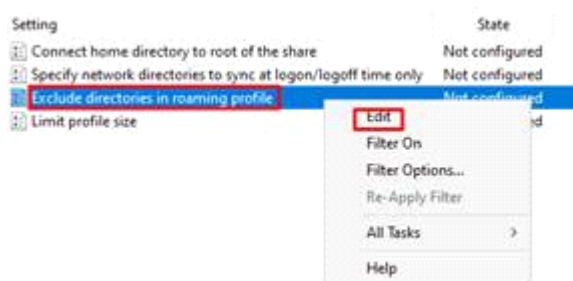 Setting State
Connect home directory to root of the share Not configured
Specify network directories to sync at logon/logoff time only Not configured
Exclude directories in roaming profile Not configured
Limit profile size
Edit
Filter On
Filter Options...
Re-Apply Filter
All Tasks
Help